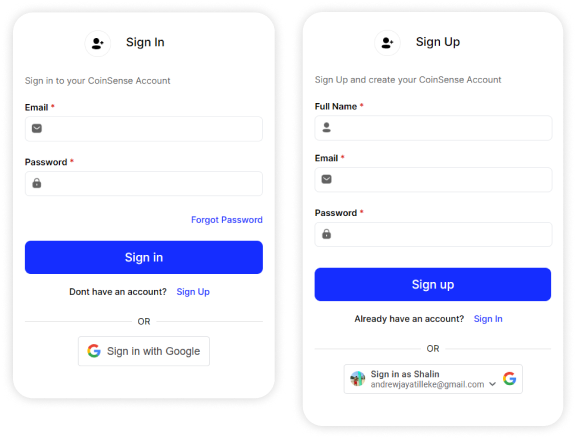 Sign In
Sign in to your CoinSense Account
Email *
Password *
Forgot Password
Sign in
Dont have an account? Sign Up
OR
Sign in with Google
Sign Up
Sign Up and create your CoinSense Account
Full Name *
Email *
Password *
Sign up
Already have an account? Sign In
OR
Sign in as Shalin
andrewjayatilleke@gmail.com